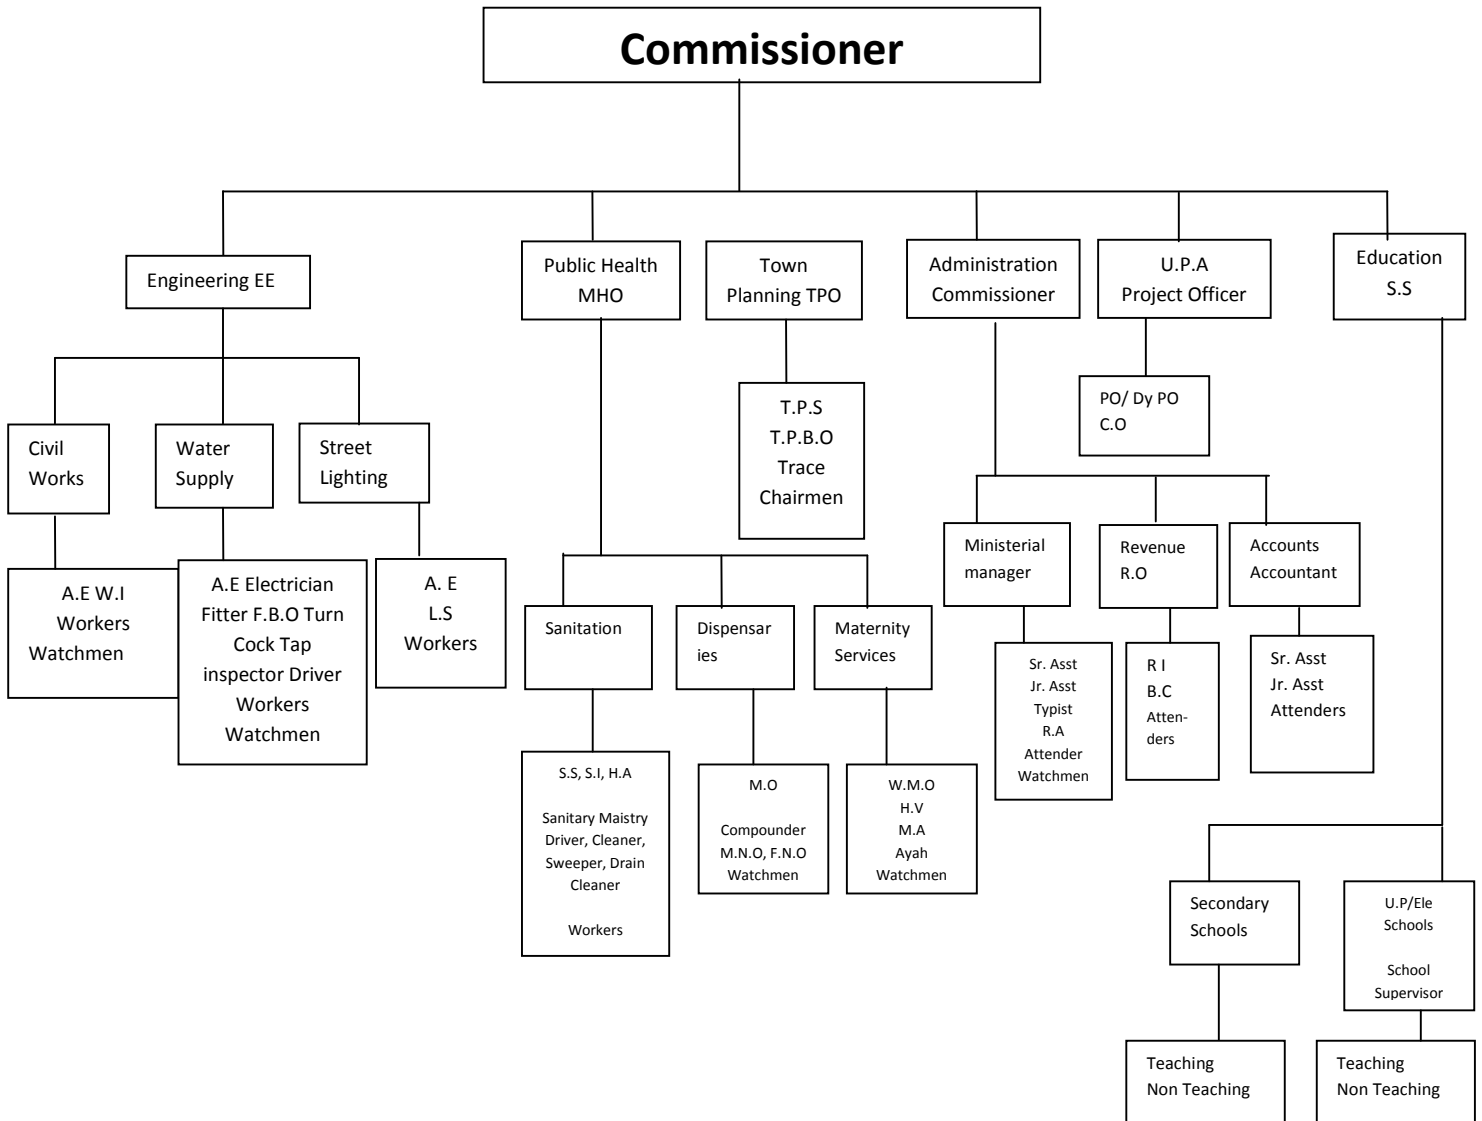 Commissioner
Engineering EE
Public Health
MHO
Town
Planning TPO
Administration
Commissioner
U.P.A
Project Officer
Education
S.S
Civil
Works
Water
Supply
Street
Lighting
T.P.S
T.P.B.O
Trace
Chairmen
PO/ Dy PO
C.O
A.E W.I
Workers
Watchmen
A.E Electrician
Fitter F.B.O Turn
Cock Tap
inspector Driver
Workers
Watchmen
A. E
L.S
Workers
Sanitation
Dispensar
ies
Maternity
Services
Ministerial
manager
Revenue
R.O
Accounts
Accountant
S.S, S.I, H.A
Sanitary Maistry
Driver, Cleaner,
Sweeper, Drain
Cleaner
Workers
M.O
Compounder
M.N.O, F.N.O
Watchmen
W.M.O
H.V
M.A
Ayah
Watchmen
Sr. Asst
Jr. Asst
Typist
R.A
Attender
Watchmen
R I
B.C
Atten-
ders
Sr. Asst
Jr. Asst
Attenders
Secondary
Schools
U.P/Ele
Schools
School
Supervisor
Teaching
Non Teaching
Teaching
Non Teaching